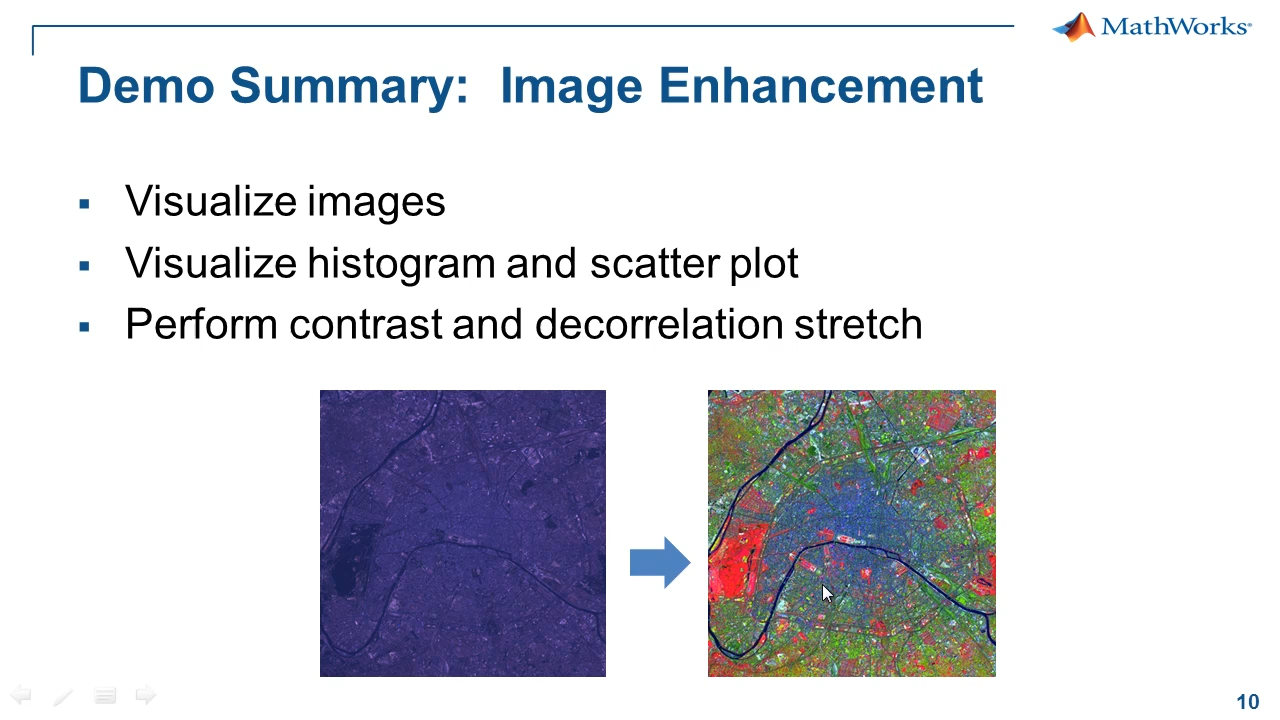 MathWorks®
Demo Summary: Image Enhancement
▪ Visualize images
▪ Visualize histogram and scatter plot
▪ Perform contrast and decorrelation stretch
10